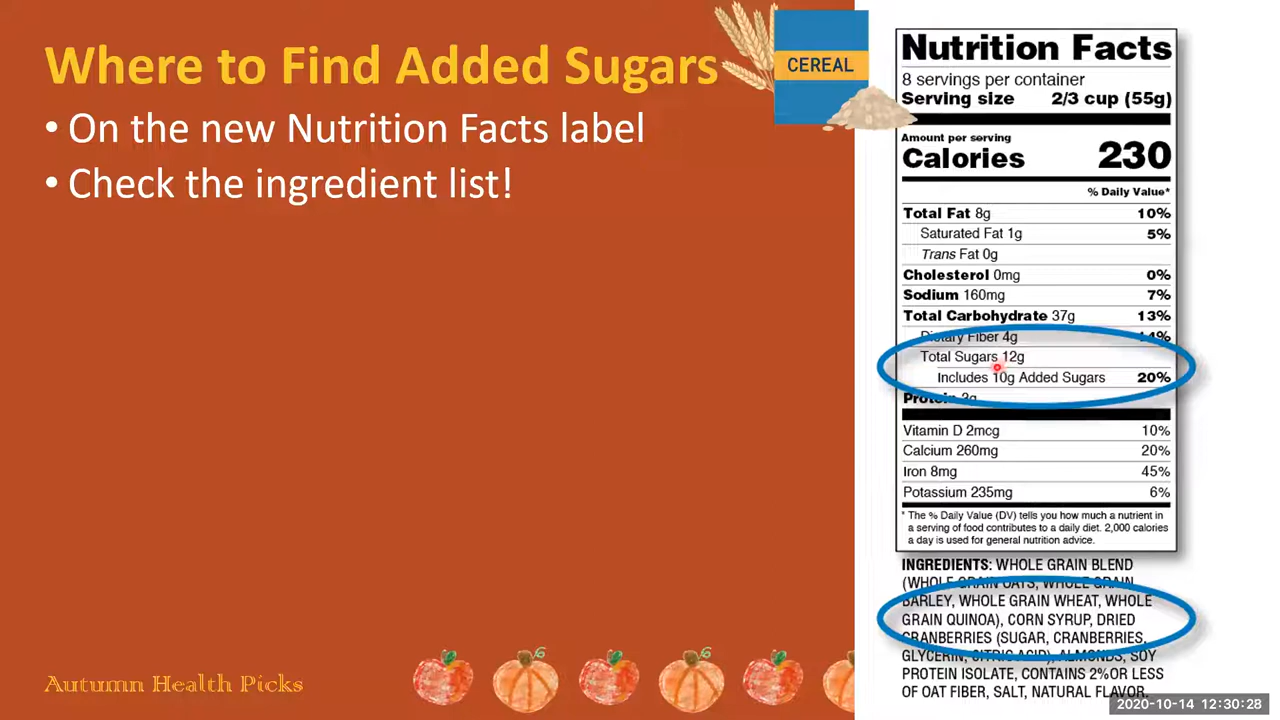 Where to Find Added Sugars
• On the new Nutrition Facts label
• Check the ingredient list!
CEREAL
Nutrition Facts
8 servings per container
Serving size 2/3 cup (55g)
Amount per serving
Calories 230
% Daily Value*
Total Fat 8g 10%
Saturated Fat 1g 5%
Trans Fat 0g
Cholesterol 0mg 0%
Sodium 160mg 7%
Total Carbohydrate 37g 13%
Dietary Fiber 4g 14%
Total Sugars 12g
Includes 10g Added Sugars 20%
Protein 3g
Vitamin D 2mcg 10%
Calcium 260mg 20%
Iron 8mg 45%
Potassium 235mg 6%
* The % Daily Value (DV) tells you how much a nutrient in
a serving of food contributes to a daily diet. 2,000 calories
a day is used for general nutrition advice.
INGREDIENTS: WHOLE GRAIN BLEND
(WHOLE GRAIN OATS, WHOLE GRAIN
BARLEY, WHOLE GRAIN WHEAT, WHOLE
GRAIN QUINOA), CORN SYRUP, DRIED
CRANBERRIES (SUGAR, CRANBERRIES,
GLYCERIN, CITRIC ACID), ALMONDS, SOY
PROTEIN ISOLATE, CONTAINS 2%OR LESS
OF OAT FIBER, SALT, NATURAL FLAVOR.
Autumn Health Picks
2020-10-14 12:30:28